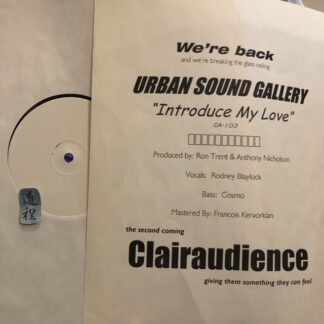 We're back
and we're breaking the glass ceiling
URBAN SOUND GALLERY
"Introduce My Love"
CA-103
Produced by: Ron Trent & Anthony Nicholson
Vocals: Rodney Blaylock
Bass: Cosmo
Mastered By: Francois Kervorkian
the second coming
Clairaudience
giving them something they can feel